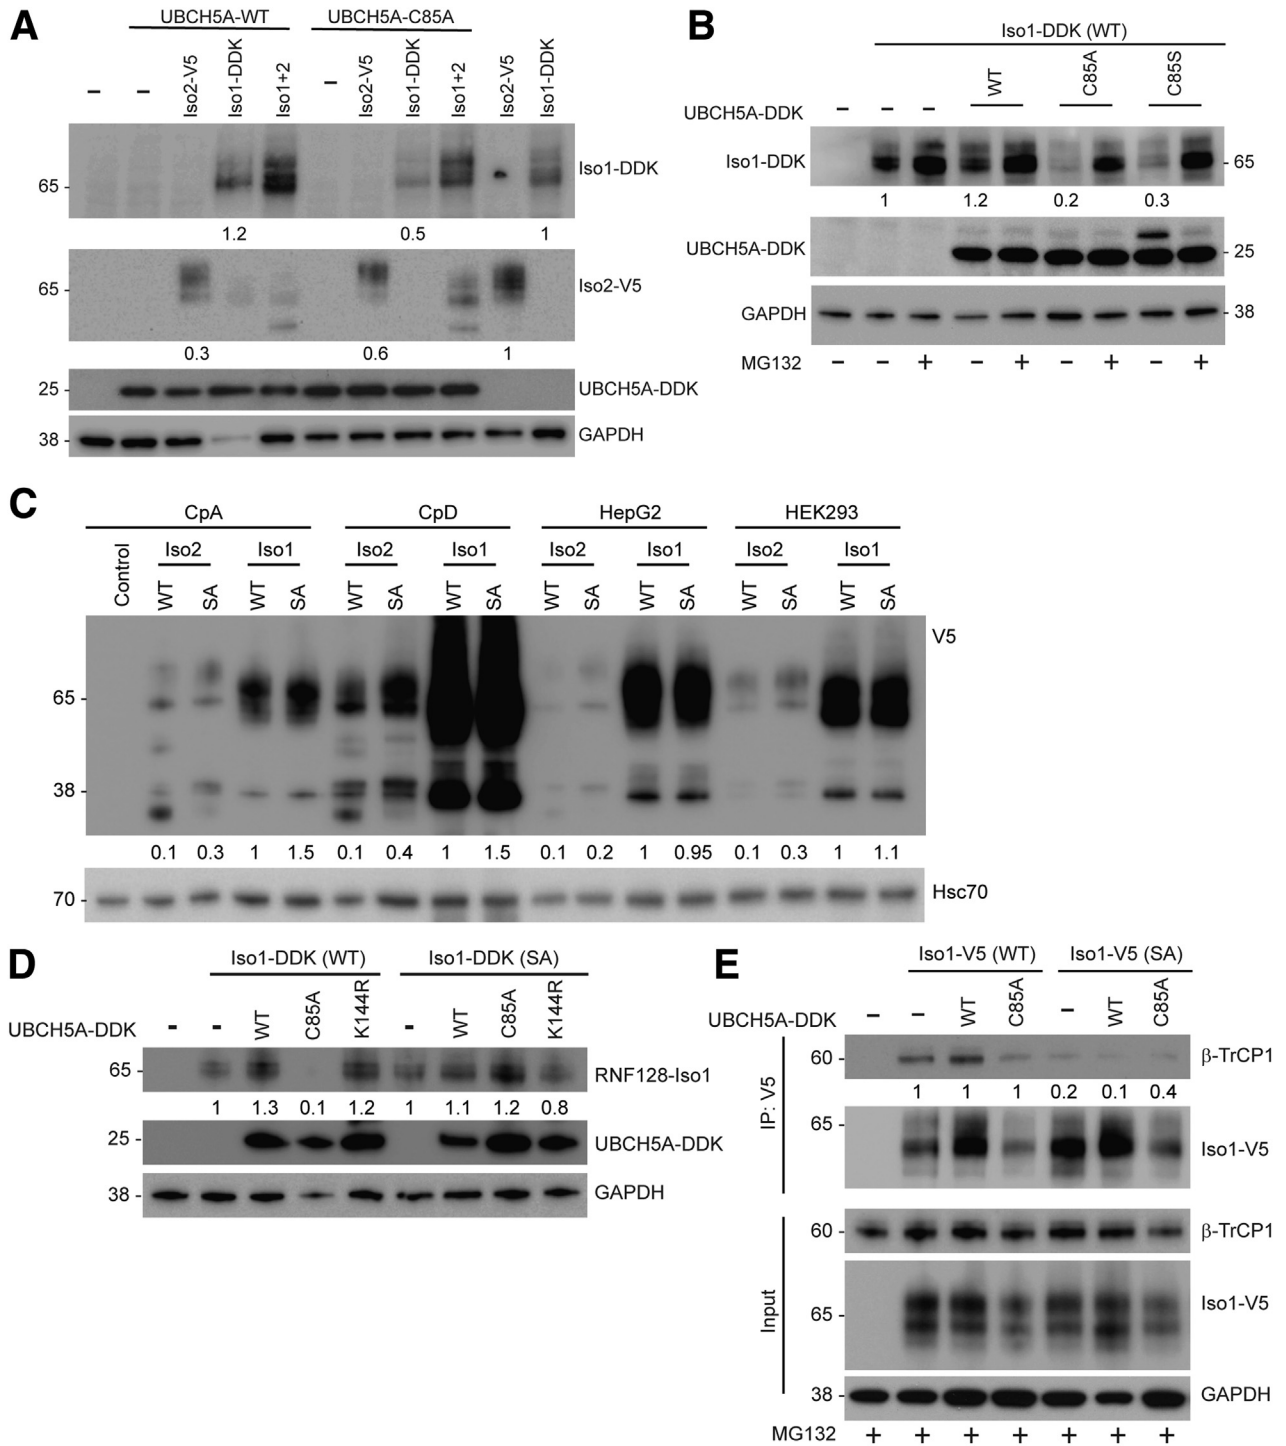 A
UBCH5A-WT UBCH5A-C85A
– – Iso2-V5 Iso1-DDK Iso1+2 – Iso2-V5 Iso1-DDK Iso1+2 Iso2-V5 Iso1-DDK
65 - Iso1-DDK
1.2 0.5 1
65 - Iso2-V5
0.3 0.6 1
25 - UBCH5A-DDK
38 - GAPDH
B
Iso1-DDK (WT)
WT C85A C85S
UBCH5A-DDK – – –
Iso1-DDK - 65
1 1.2 0.2 0.3
UBCH5A-DDK - 25
GAPDH - 38
MG132 – – + – + – + – +
C
CpA CpD HepG2 HEK293
Iso2 Iso1 Iso2 Iso1 Iso2 Iso1 Iso2 Iso1
Control WT SA WT SA WT SA WT SA WT SA WT SA WT SA WT SA
V5
65 -
38 -
0.1 0.3 1 1.5 0.1 0.4 1 1.5 0.1 0.2 1 0.95 0.1 0.3 1 1.1
70 - Hsc70
D
Iso1-DDK (WT) Iso1-DDK (SA)
UBCH5A-DDK - - WT C85A K144R - WT C85A K144R
65 - RNF128-Iso1
1 1.3 0.1 1.2 1 1.1 1.2 0.8
25 - UBCH5A-DDK
38 - GAPDH
E
Iso1-V5 (WT) Iso1-V5 (SA)
UBCH5A-DDK – – WT C85A – WT C85A
IP: V5
60 - β-TrCP1
1 1 1 0.2 0.1 0.4
65 - Iso1-V5
Input
60 - β-TrCP1
65 - Iso1-V5
38 - GAPDH
MG132 + + + + + + +